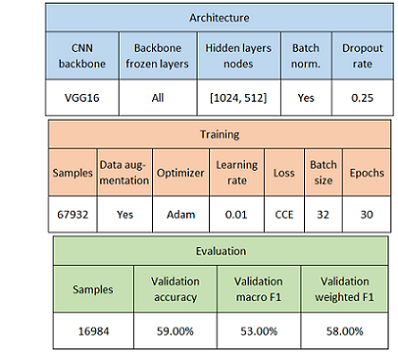 Architecture
CNN backbone Backbone frozen layers Hidden layers nodes Batch norm. Dropout rate
VGG16 All [1024, 512] Yes 0.25
Training
Samples Data aug-mentation Optimizer Learning rate Loss Batch size Epochs
67932 Yes Adam 0.01 CCE 32 30
Evaluation
Samples Validation accuracy Validation macro F1 Validation weighted F1
16984 59.00% 53.00% 58.00%